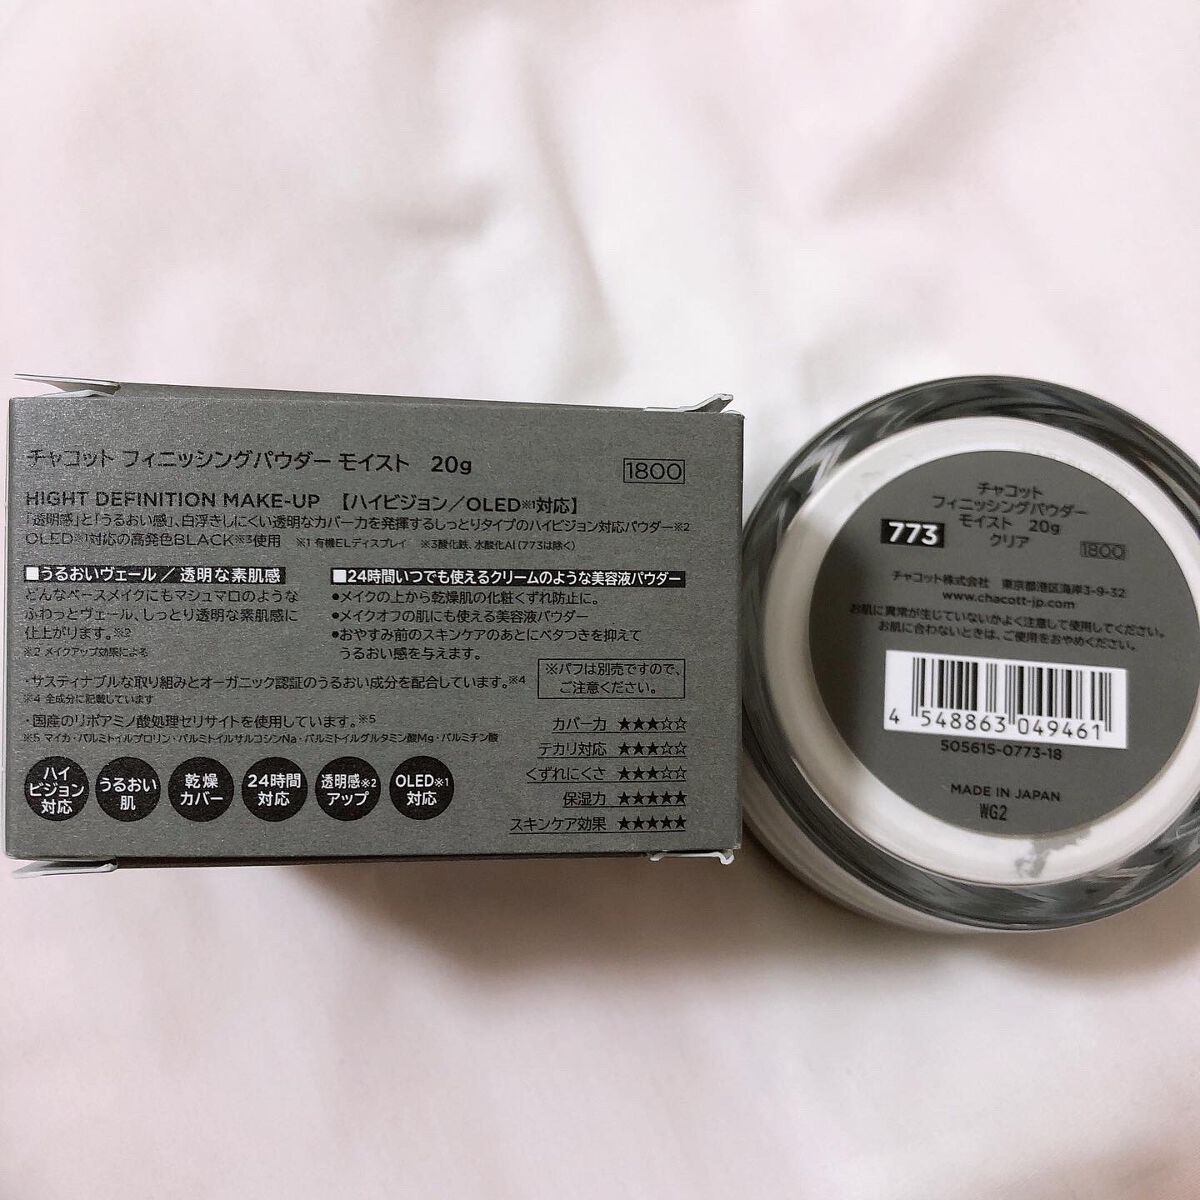 チャコット フィニッシングパウダー モイスト 20g
1800
HIGHT DEFINITION MAKE-UP 【ハイビジョン／OLED※1対応】
「透明感」と「うるおい感」、白浮きしにくい透明なカバー力を発揮するしっとりタイプのハイビジョン対応パウダー※2
OLED※1対応の高発色BLACK※3使用 ※1 有機ELディスプレイ ※3酸化鉄、水酸化Al（773は除く）
■うるおいヴェール／透明な素肌感
どんなベースメイクにもマシュマロのような
ふわっとヴェール、しっとり透明な素肌感に
仕上がります。※2
※2 メイクアップ効果による
■24時間いつでも使えるクリームのような美容液パウダー
●メイクの上から乾燥肌の化粧くずれ防止に。
●メイクオフの肌にも使える美容液パウダー
●おやすみ前のスキンケアのあとにベタつきを抑えて
うるおい感を与えます。
・サスティナブルな取り組みとオーガニック認証のうるおい成分を配合しています。※4
※4 全成分に記載しています
・国産のリポアミノ酸処理セリサイトを使用しています。※5
※5 マイカ・パルミトイルプロリン・パルミトイルサルコシンNa・パルミトイルグルタミン酸Mg・パルミチン酸
※パフは別売ですので、
ご注意ください。
カバー力 ★★★☆☆
テカリ対応 ★★★☆☆
くずれにくさ ★★★☆☆
保湿力 ★★★★★
スキンケア効果 ★★★★★
ハイ
ビジョン
対応
うるおい
肌
乾燥
カバー
24時間
対応
透明感※2
アップ
OLED※1
対応
チャコット
フィニッシングパウダー
モイスト 20g
773
クリア
1800
チャコット株式会社 東京都港区海岸3-9-32
www.chacott-jp.com
お肌に異常が生じていないかよく注意して使用してください。
お肌に合わないときは、ご使用をおやめください。
4 548863 049461
505615-0773-18
MADE IN JAPAN
WG2